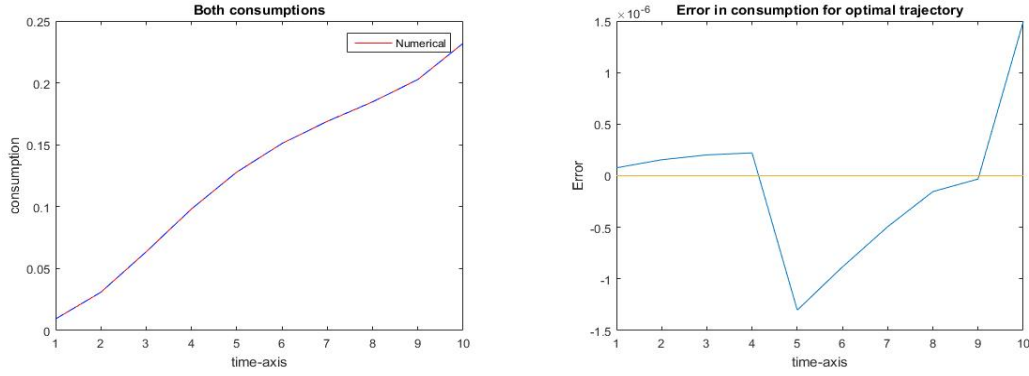 Both consumptions
0.25
0.2
0.15
0.1
0.05
0
consumption
Numerical
1 2 3 4 5 6 7 8 9 10
time-axis
Error in consumption for optimal trajectory
×10⁻⁶
1.5
1
0.5
0
-0.5
-1
-1.5
Error
1 2 3 4 5 6 7 8 9 10
time-axis